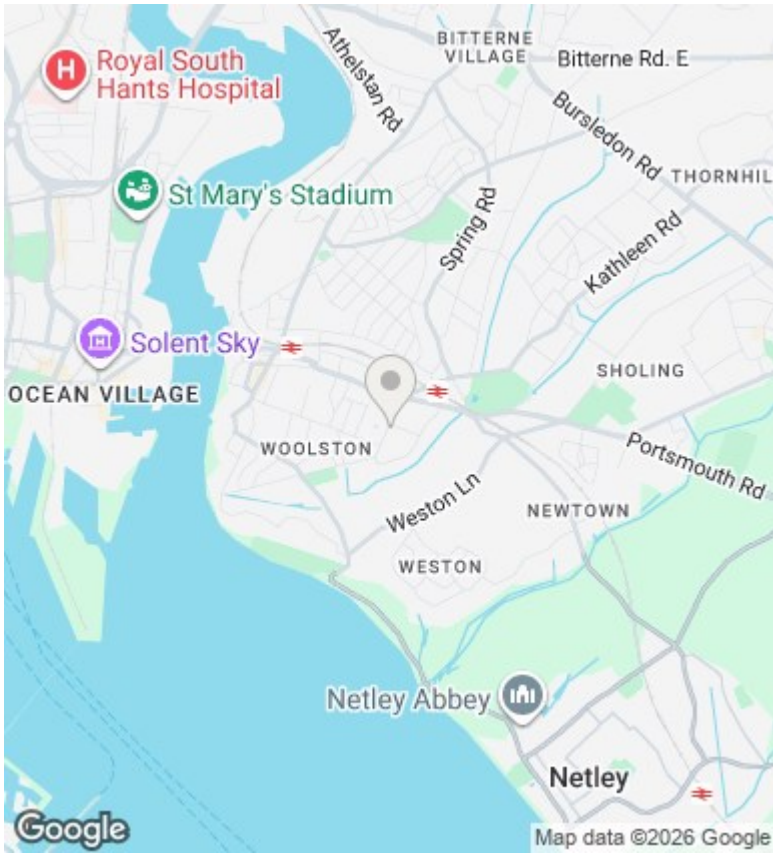 BITTERNE
VILLAGE
Bitterne Rd. E
Royal South
Hants Hospital
Athelstan Rd
Bursledon Rd
THORNHIL
St Mary's Stadium
Spring Rd
Kathleen Rd
Solent Sky
SHOLING
OCEAN VILLAGE
WOOLSTON
Portsmouth Rd
Weston Ln
NEWTOWN
WESTON
Netley Abbey
Netley
Google
Map data ©2026 Google